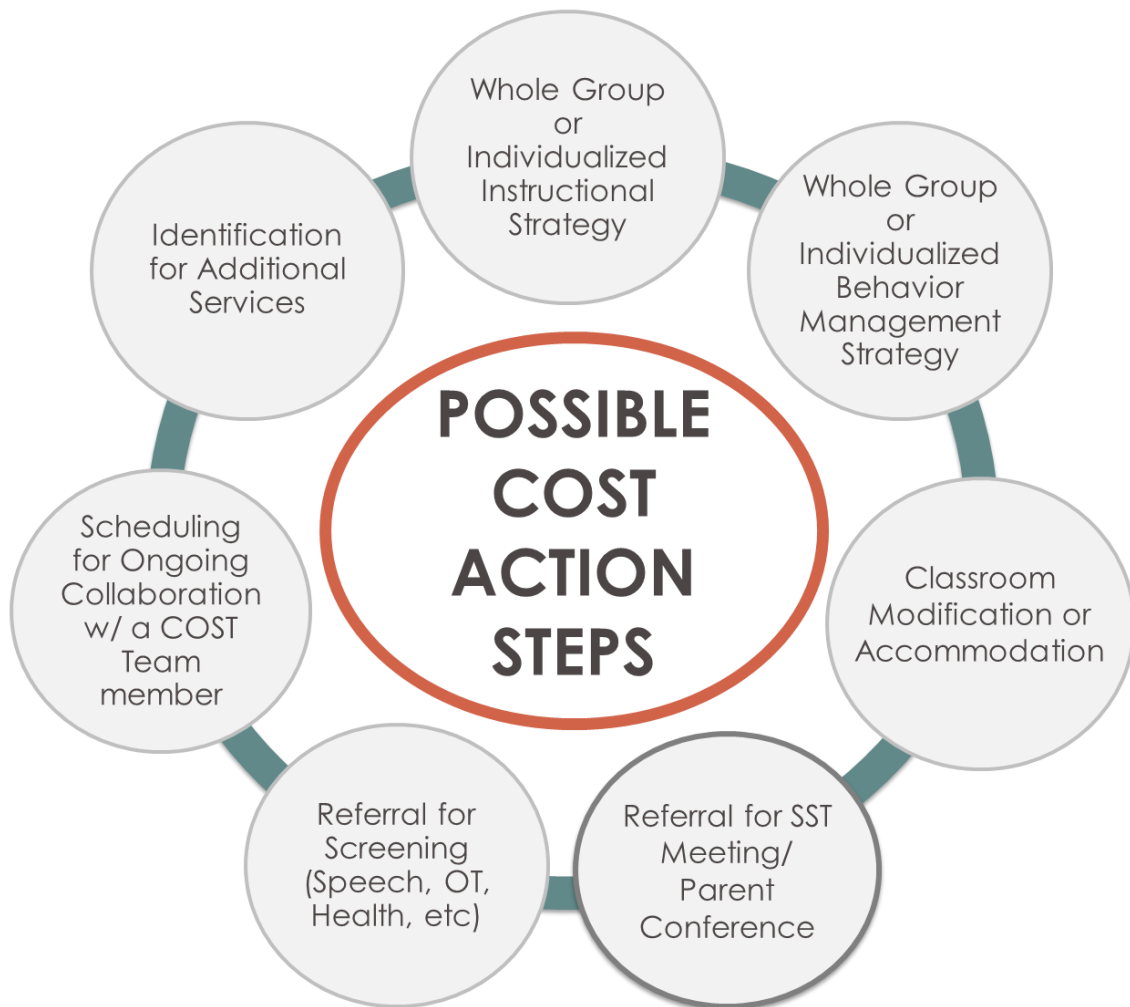 Whole Group
or
Individualized
Instructional
Strategy
Whole Group
or
Individualized
Behavior
Management
Strategy
Classroom
Modification or
Accommodation
Referral for SST
Meeting/
Parent
Conference
Referral for
Screening
(Speech, OT,
Health, etc)
Scheduling
for Ongoing
Collaboration
w/ a COST
Team
member
Identification
for Additional
Services
POSSIBLE
COST
ACTION
STEPS